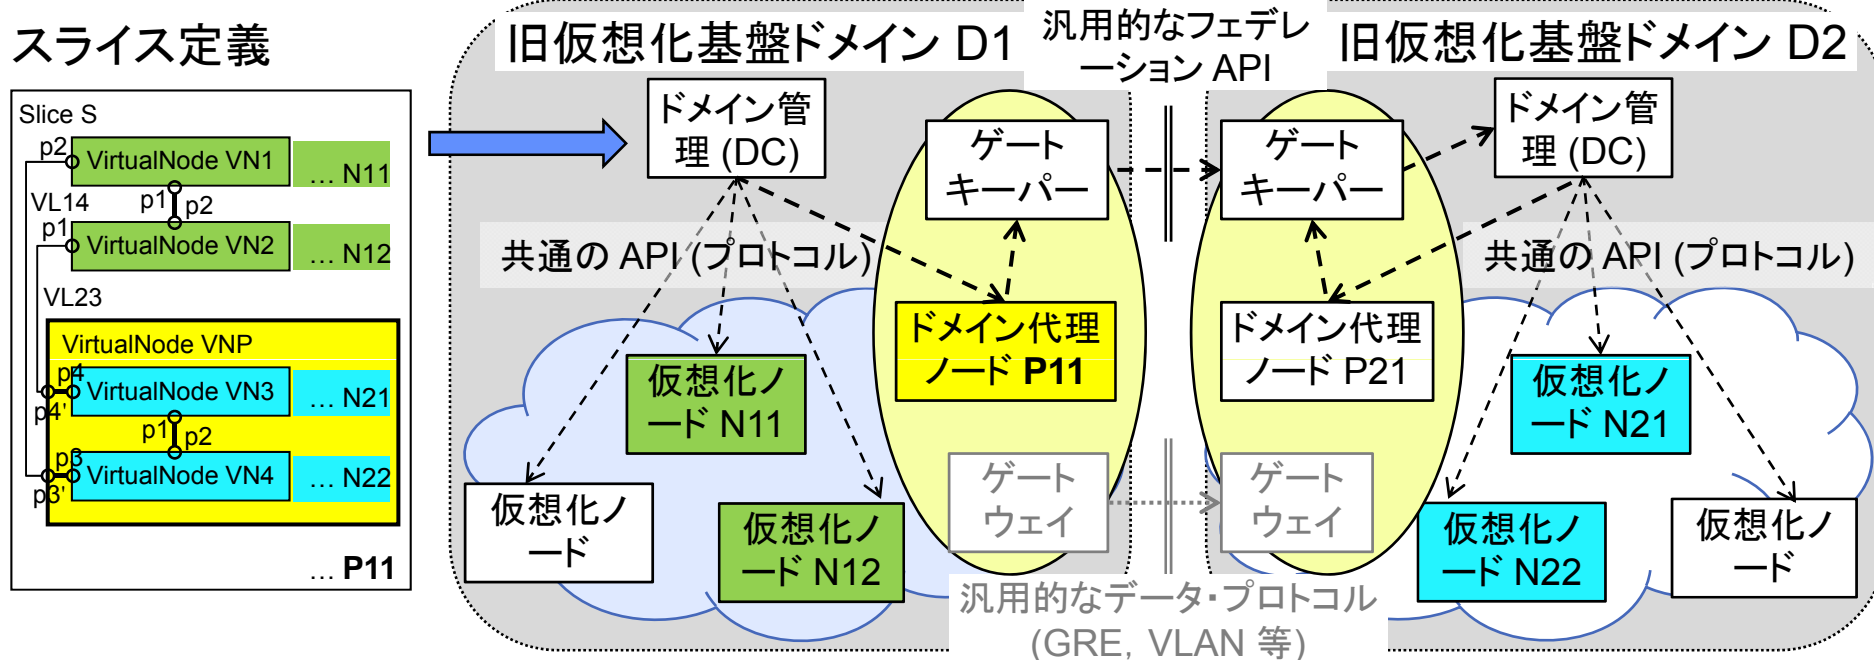 スライス定義
Slice S
p2
VirtualNode VN1
… N11
VL14
p1
p2
p1
VirtualNode VN2
… N12
VL23
VirtualNode VNP
p4
VirtualNode VN3
… N21
p4'
p1
p2
p3
VirtualNode VN4
… N22
p3'
… P11
旧仮想化基盤ドメイン D1
汎用的なフェデレ
ーション API
旧仮想化基盤ドメイン D2
ドメイン管
理 (DC)
ゲート
キーパー
ゲート
キーパー
ドメイン管
理 (DC)
共通の API (プロトコル)
共通の API (プロトコル)
ドメイン代理
ノード P11
ドメイン代理
ノード P21
仮想化ノ
ード N11
仮想化ノ
ード N21
ゲート
ウェイ
ゲート
ウェイ
仮想化ノ
ード
仮想化ノ
ード N12
仮想化ノ
ード N22
仮想化ノ
ード
汎用的なデータ・プロトコル
(GRE, VLAN 等)